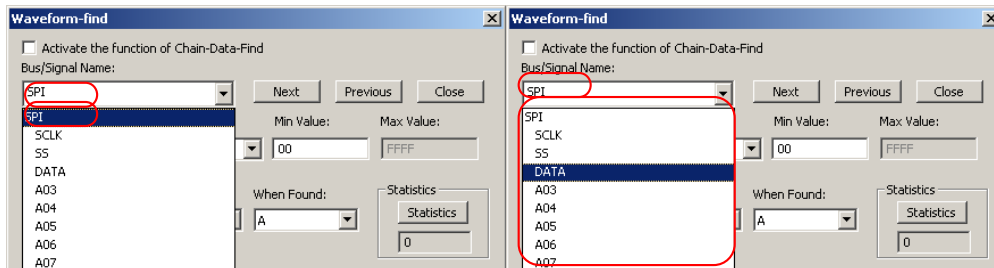 Waveform-find
Activate the function of Chain-Data-Find
Bus/Signal Name:
SPI
Next
Previous
Close
SPI
SCLK
SS
DATA
A03
A04
A05
A06
A07
Min Value:
Max Value:
00
FFFF
When Found:
A
Statistics
Statistics
0
Waveform-find
Activate the function of Chain-Data-Find
Bus/Signal Name:
SPI
Next
Previous
Close
SPI
SCLK
SS
DATA
A03
A04
A05
A06
A07
Min Value:
Max Value:
00
FFFF
When Found:
A
Statistics
Statistics
0